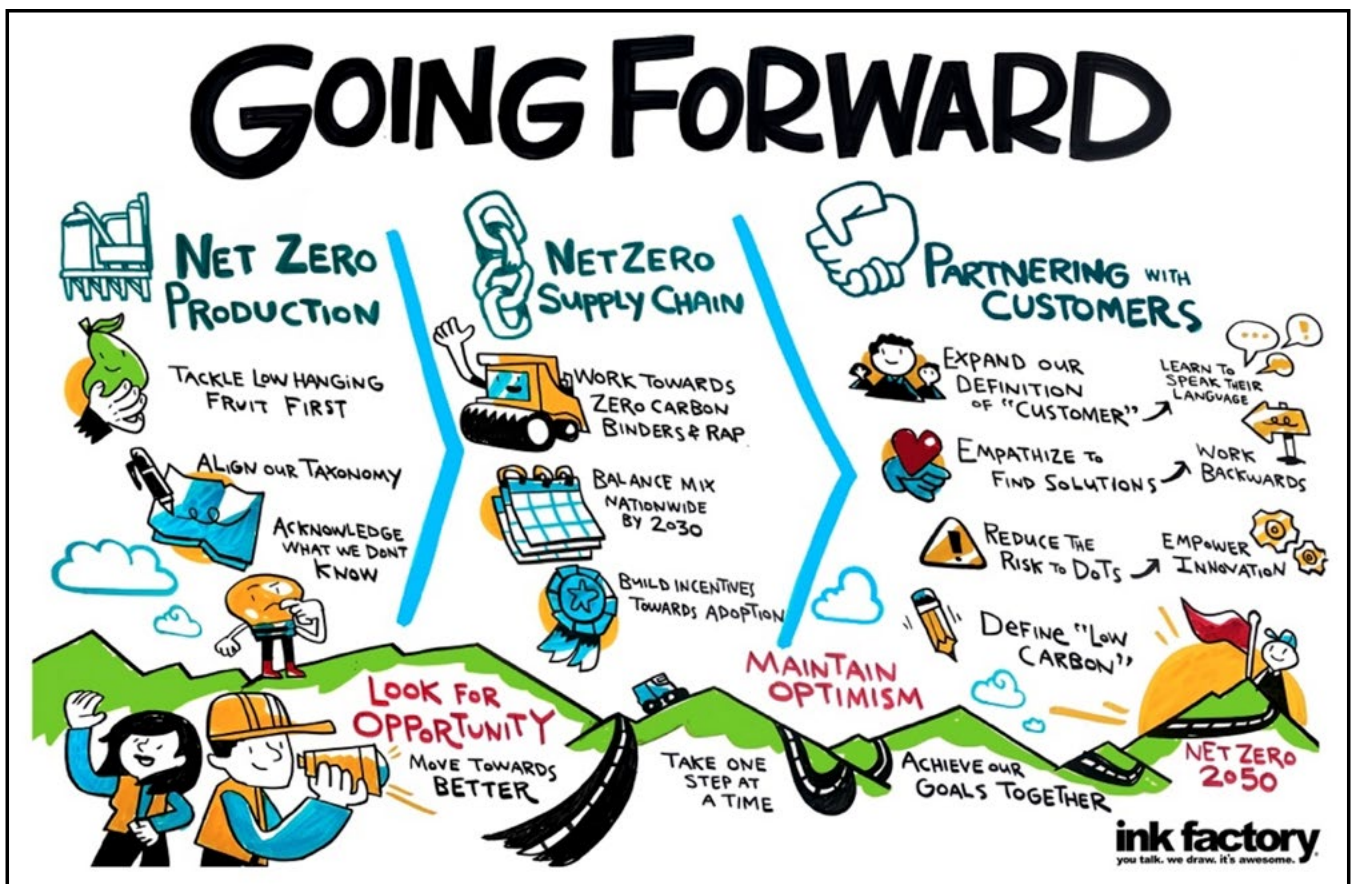 GOING FORWARD
NET ZERO
PRODUCTION
TACKLE LOW HANGING
FRUIT FIRST
ALIGN OUR TAXONOMY
ACKNOWLEDGE
WHAT WE DONT
KNOW
NET ZERO
SUPPLY CHAIN
WORK TOWARDS
ZERO CARBON
BINDERS & RAP
BALANCE MIX
NATIONWIDE
BY 2030
BUILD INCENTIVES
TOWARDS ADOPTION
PARTNERING WITH
CUSTOMERS
EXPAND OUR
DEFINITION
OF "CUSTOMER"
LEARN TO
SPEAK THEIR
LANGUAGE
EMPATHIZE TO
FIND SOLUTIONS
WORK
BACKWARDS
REDUCE THE
RISK TO DOTS
EMPOWER
INNOVATION
DEFINE "LOW
CARBON"
LOOK FOR
OPPORTUNITY
MOVE TOWARDS
BETTER
TAKE ONE
STEP AT
A TIME
MAINTAIN
OPTIMISM
ACHIEVE OUR
GOALS TOGETHER
NET ZERO
2050
ink factory
you talk. we draw. it's awesome.